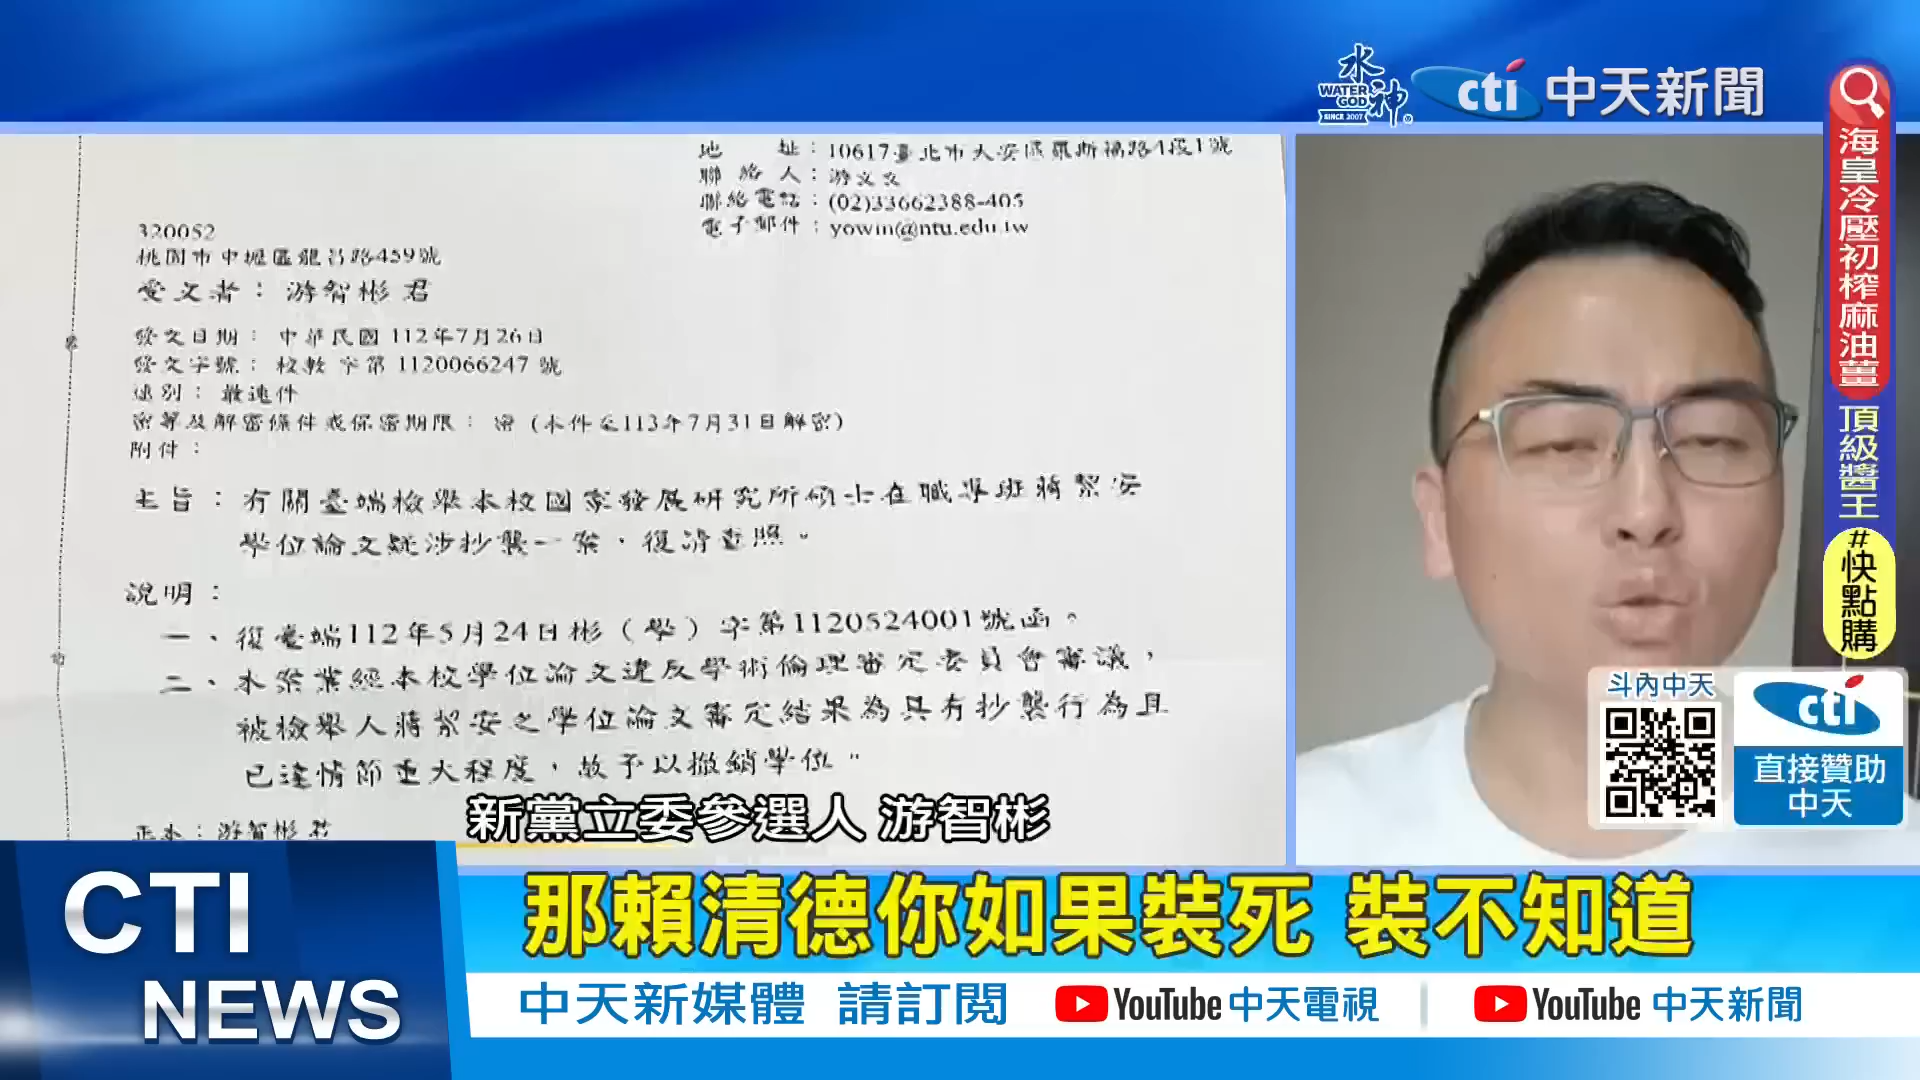 水神
WATER GOD
SINCE 2007
cti 中天新聞
海皇冷壓初榨麻油薑
頂級醬王
#快點購
地 址：10617臺北市大安區羅斯福路4段1號
聯 絡 人：游文
聯絡電話：(02)33662388-405
電子郵件：yowin@ntu.edu.tw
320052
桃園市中壢區龍昌路459號
受文者：游智彬 君
發文日期：中華民國 112年7月26日
發文字號：校教 字第 1120066247 號
速別：最速件
密等及解密條件或保密期限：密 (本件至113年7月31日解密)
附件：
主旨：有關臺端檢舉本校國家發展研究所碩士在職專班蔣絜安
學位論文疑涉抄襲一案，復請查照。
說明：
一、復臺端112年5月24日彬（學）字第1120524001號函。
二、本案業經本校學位論文違反學術倫理審定委員會審議，
被檢舉人蔣絜安之學位論文審定結果為具有抄襲行為且
已達情節重大程度，故予以撤銷學位。
正本：游智彬 君
新黨立委參選人 游智彬
斗內中天
cti
直接贊助
中天
CTI
NEWS
那賴清德你如果裝死 裝不知道
中天新媒體 請訂閱 YouTube 中天電視 YouTube 中天新聞